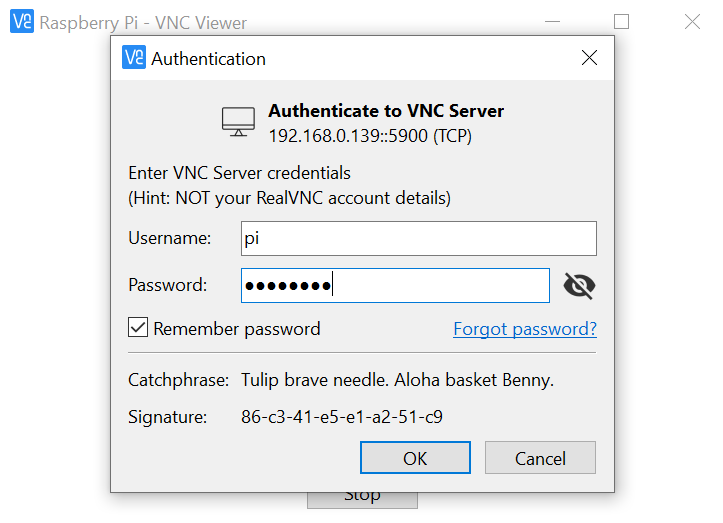 Raspberry Pi - VNC Viewer
Authentication
Authenticate to VNC Server
192.168.0.139::5900 (TCP)
Enter VNC Server credentials
(Hint: NOT your RealVNC account details)
Username: pi
Password: ●●●●●●●●
Remember password Forgot password?
Catchphrase: Tulip brave needle. Aloha basket Benny.
Signature: 86-c3-41-e5-e1-a2-51-c9
OK Cancel
Stop